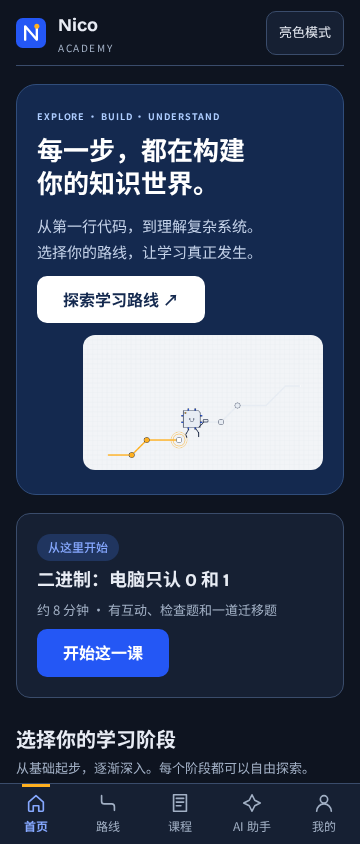 Nico
ACADEMY
亮色模式
EXPLORE • BUILD • UNDERSTAND
每一步，都在构建
你的知识世界。
从第一行代码，到理解复杂系统。
选择你的路线，让学习真正发生。
探索学习路线 ↗
从这里开始
二进制：电脑只认 0 和 1
约 8 分钟 • 有互动、检查题和一道迁移题
开始这一课
选择你的学习阶段
从基础起步，逐渐深入。每个阶段都可以自由探索。
首页
路线
课程
AI 助手
我的